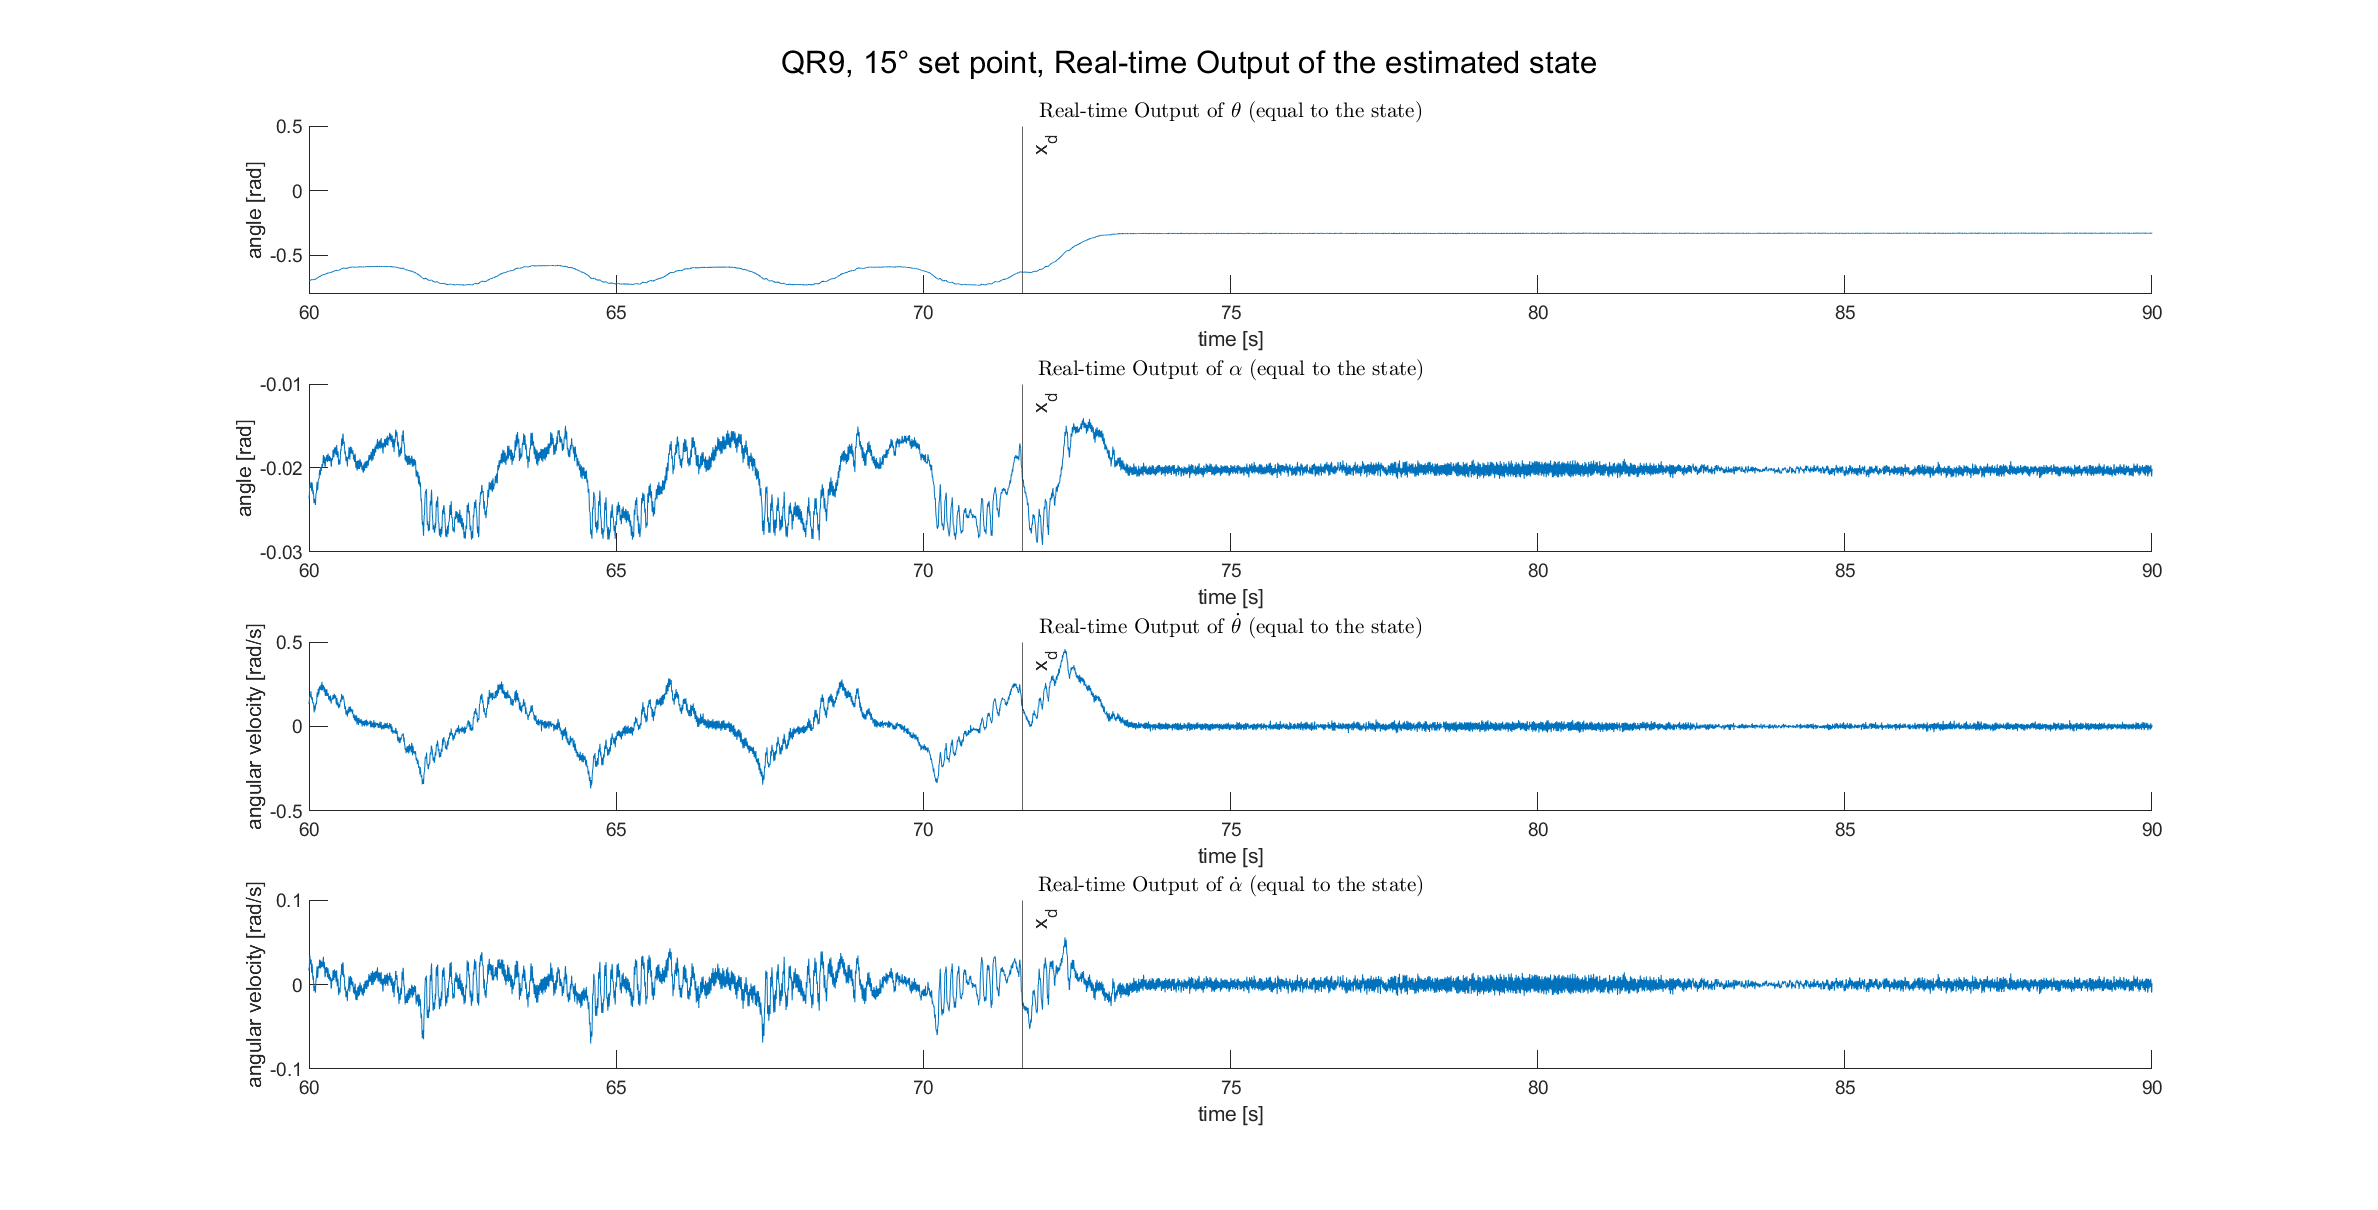 QR9, 15° set point, Real-time Output of the estimated state
Real-time Output of θ (equal to the state)
angle [rad]
0.5
0
-0.5
x_d
60 65 70 75 80 85 90
time [s]
Real-time Output of α (equal to the state)
angle [rad]
-0.01
-0.02
-0.03
x_d
60 65 70 75 80 85 90
time [s]
Real-time Output of θ̇ (equal to the state)
angular velocity [rad/s]
0.5
0
-0.5
x_d
60 65 70 75 80 85 90
time [s]
Real-time Output of α̇ (equal to the state)
angular velocity [rad/s]
0.1
0
-0.1
x_d
60 65 70 75 80 85 90
time [s]